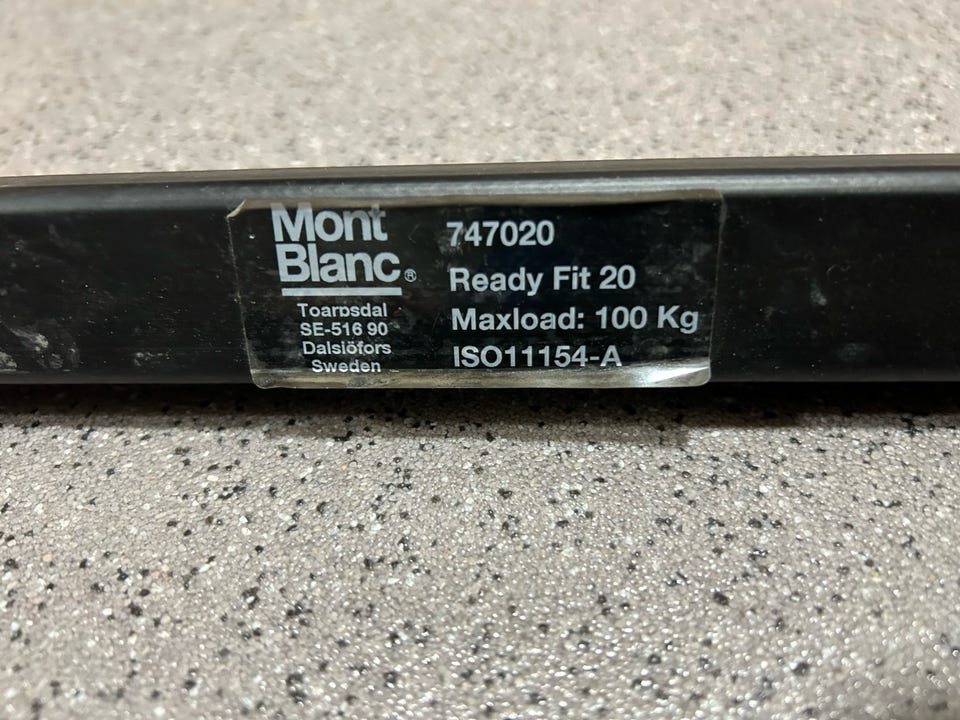 Mont
Blanc®
Toarpsdal
SE-516 90
Dalsjöfors
Sweden
747020
Ready Fit 20
Maxload: 100 Kg
ISO11154-A